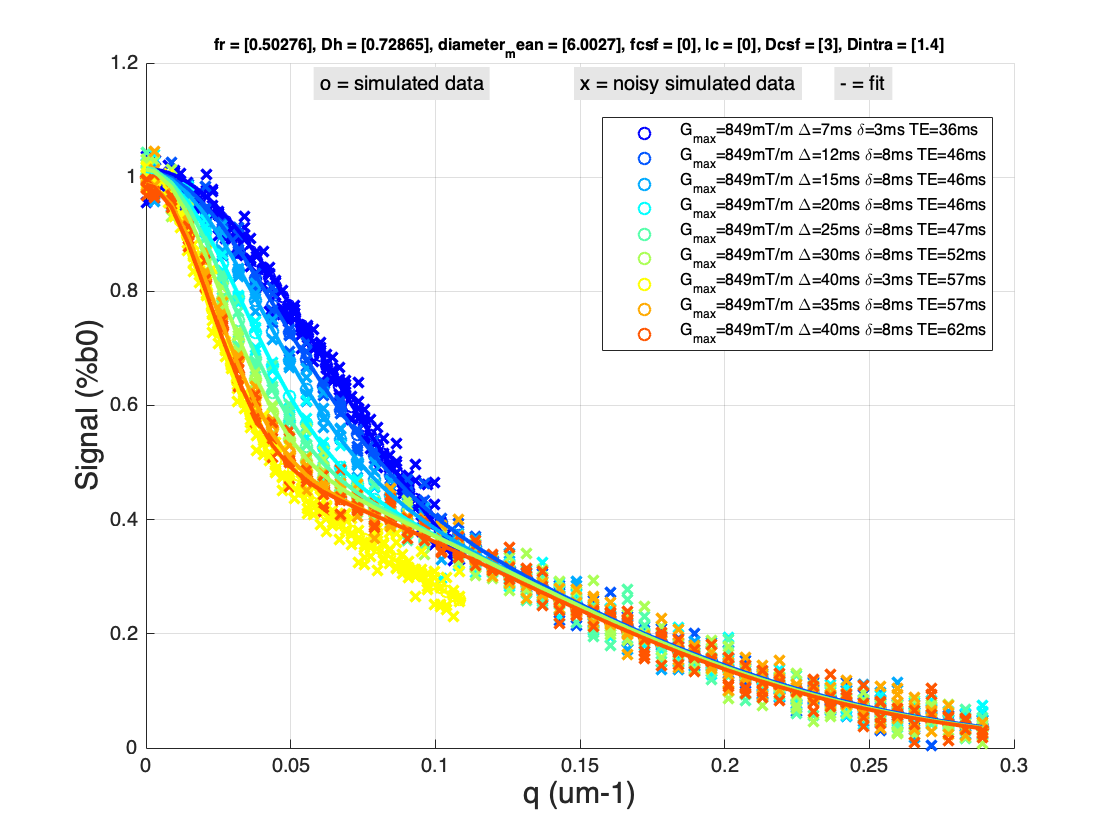 fr = [0.50276], Dh = [0.72865], diameter_mean = [6.0027], fcsf = [0], lc = [0], Dcsf = [3], Dintra = [1.4]
o = simulated data
x = noisy simulated data
- = fit
G_max=849mT/m Δ=7ms δ=3ms TE=36ms
G_max=849mT/m Δ=12ms δ=8ms TE=46ms
G_max=849mT/m Δ=15ms δ=8ms TE=46ms
G_max=849mT/m Δ=20ms δ=8ms TE=46ms
G_max=849mT/m Δ=25ms δ=8ms TE=47ms
G_max=849mT/m Δ=30ms δ=8ms TE=52ms
G_max=849mT/m Δ=40ms δ=3ms TE=57ms
G_max=849mT/m Δ=35ms δ=8ms TE=57ms
G_max=849mT/m Δ=40ms δ=8ms TE=62ms
Signal (%b0)
1.2
1
0.8
0.6
0.4
0.2
0
0
0.05
0.1
0.15
0.2
0.25
0.3
q (um-1)